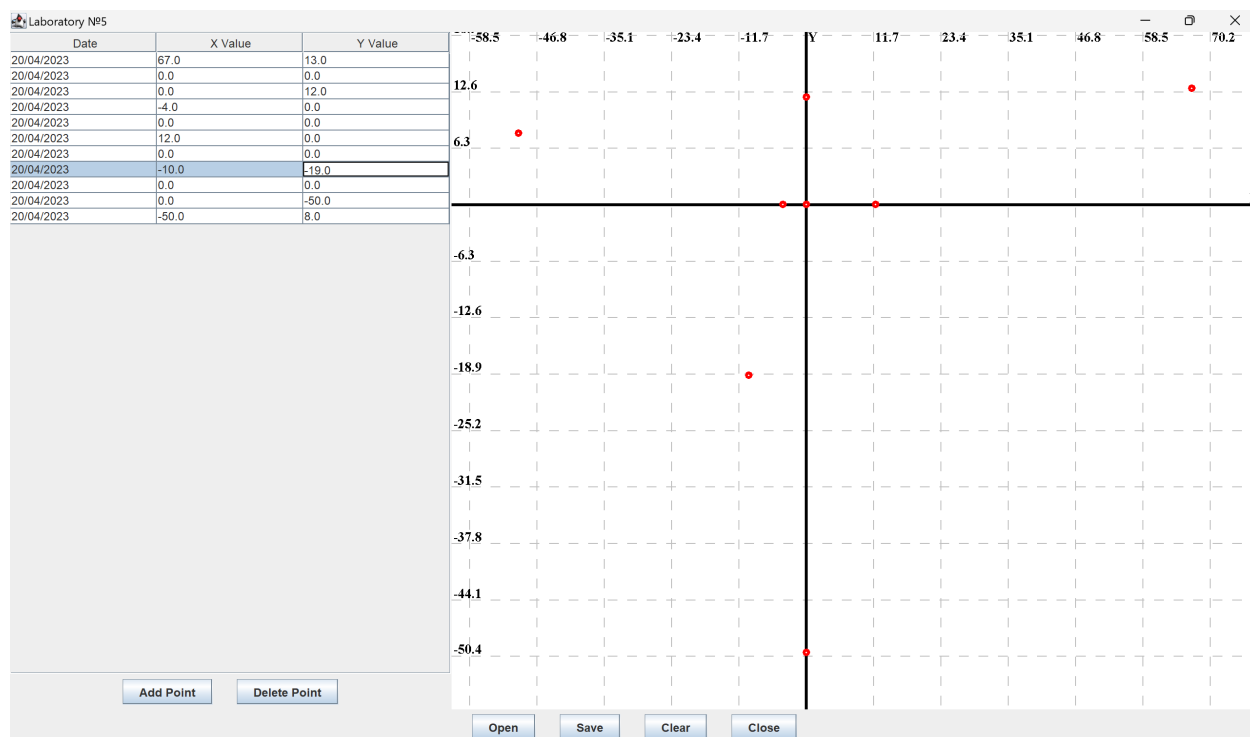 Laboratory №5
Date X Value Y Value
20/04/2023 67.0 13.0
20/04/2023 0.0 0.0
20/04/2023 0.0 12.0
20/04/2023 -4.0 0.0
20/04/2023 0.0 0.0
20/04/2023 12.0 0.0
20/04/2023 0.0 0.0
20/04/2023 -10.0 -19.0
20/04/2023 0.0 0.0
20/04/2023 0.0 -50.0
20/04/2023 -50.0 8.0
Add Point Delete Point
-58.5 -46.8 -35.1 -23.4 -11.7 Y 11.7 23.4 35.1 46.8 58.5 70.2
12.6
6.3
-6.3
-12.6
-18.9
-25.2
-31.5
-37.8
-44.1
-50.4
Open Save Clear Close